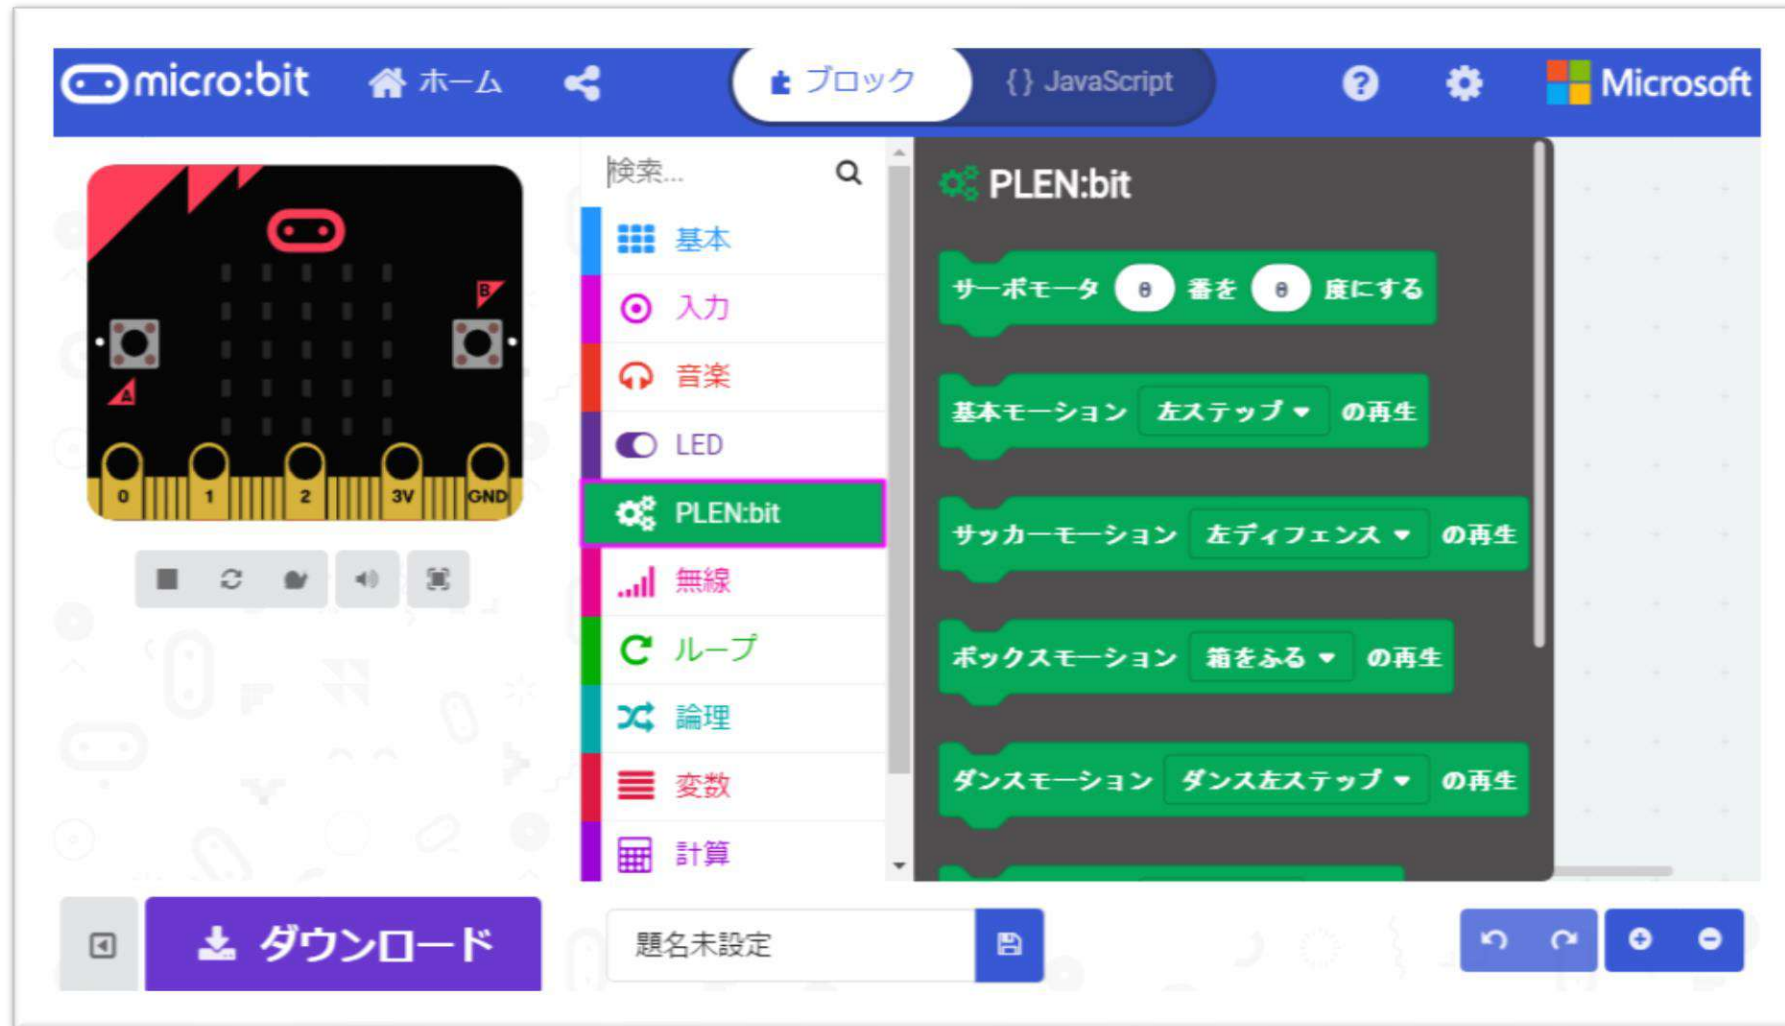 micro:bit ホーム ブロック {} JavaScript ? Microsoft
B
A
0 1 2 3V GND
検索...
基本
入力
音楽
LED
PLEN:bit
無線
ループ
論理
変数
計算
PLEN:bit
サーボモータ 0 番を 0 度にする
基本モーション 左ステップ の再生
サッカーモーション 左ディフェンス の再生
ボックスモーション 箱をふる の再生
ダンスモーション ダンス左ステップ の再生
ダウンロード
題名未設定